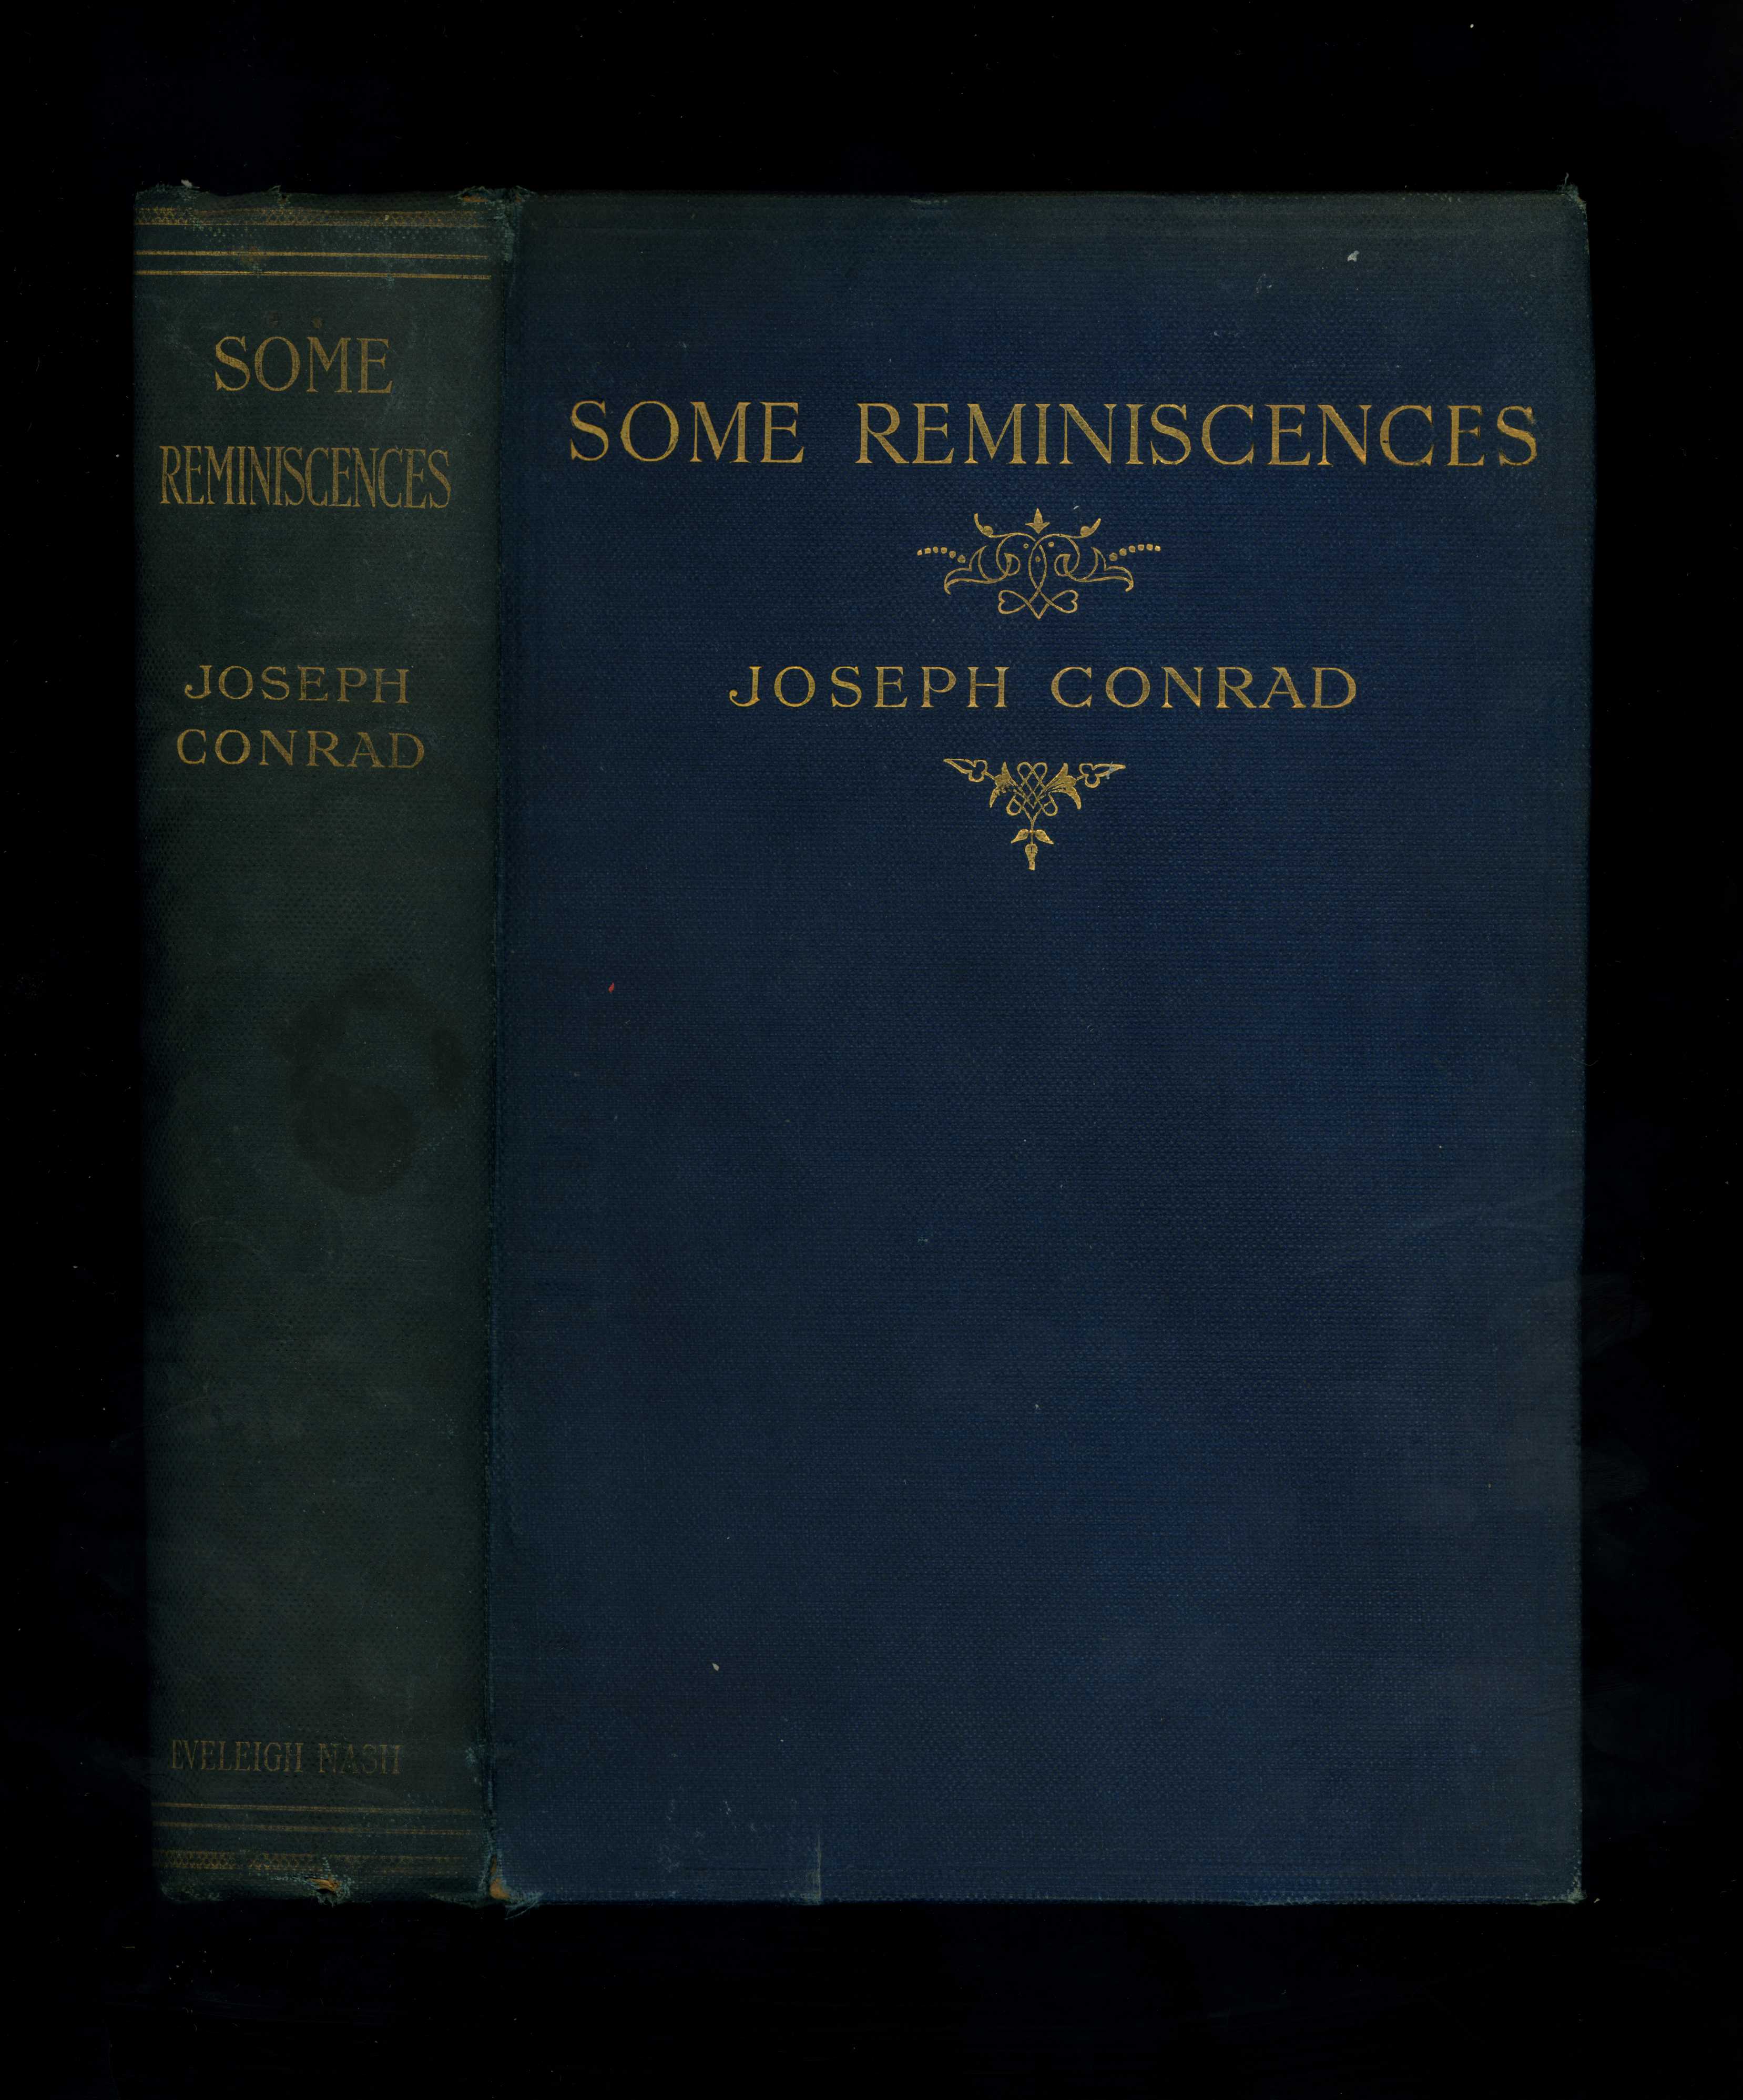 SOME
REMINISCENCES
JOSEPH
CONRAD
EVELEIGH NASH
SOME REMINISCENCES
JOSEPH CONRAD